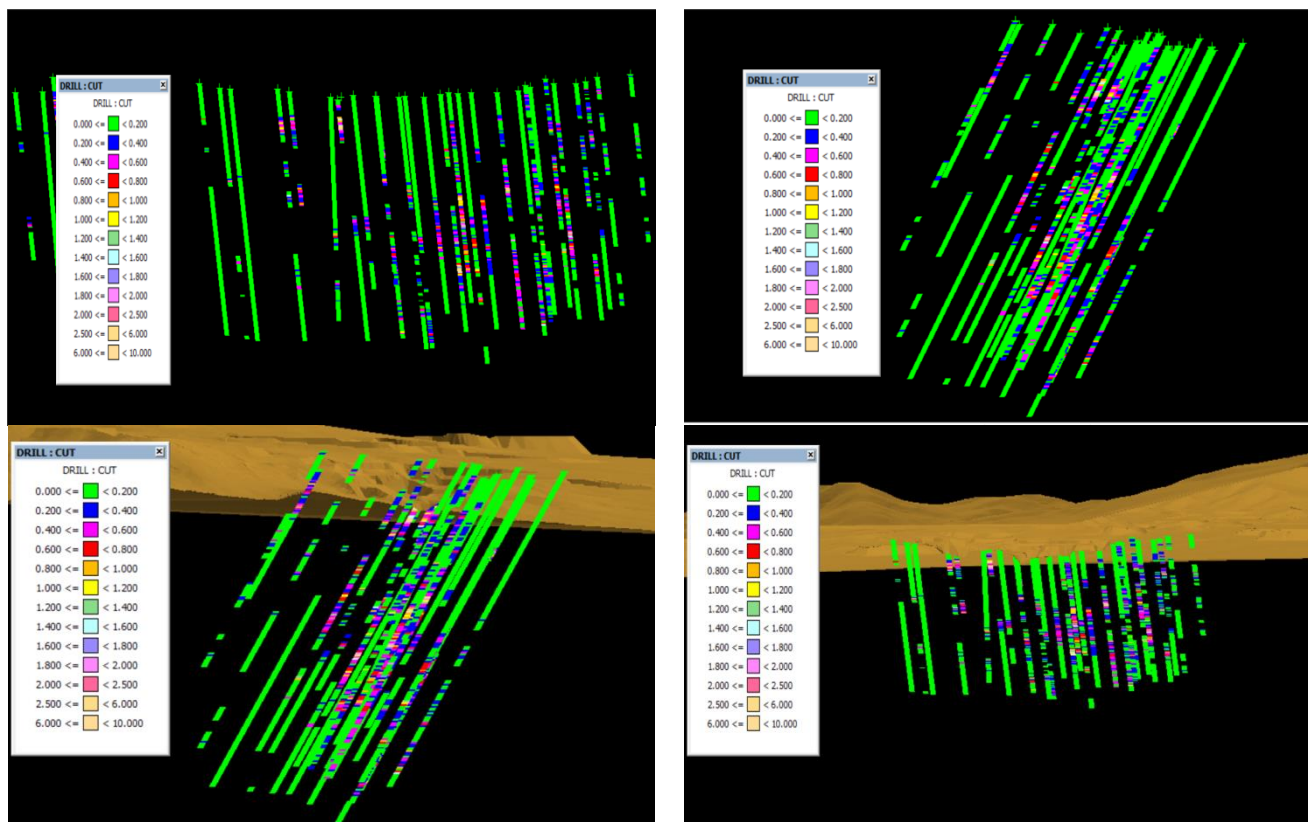 DRILL : CUT
DRILL : CUT
0.000 <= < 0.200
0.200 <= < 0.400
0.400 <= < 0.600
0.600 <= < 0.800
0.800 <= < 1.000
1.000 <= < 1.200
1.200 <= < 1.400
1.400 <= < 1.600
1.600 <= < 1.800
1.800 <= < 2.000
2.000 <= < 2.500
2.500 <= < 6.000
6.000 <= < 10.000
DRILL : CUT
DRILL : CUT
0.000 <= < 0.200
0.200 <= < 0.400
0.400 <= < 0.600
0.600 <= < 0.800
0.800 <= < 1.000
1.000 <= < 1.200
1.200 <= < 1.400
1.400 <= < 1.600
1.600 <= < 1.800
1.800 <= < 2.000
2.000 <= < 2.500
2.500 <= < 6.000
6.000 <= < 10.000
DRILL : CUT
DRILL : CUT
0.000 <= < 0.200
0.200 <= < 0.400
0.400 <= < 0.600
0.600 <= < 0.800
0.800 <= < 1.000
1.000 <= < 1.200
1.200 <= < 1.400
1.400 <= < 1.600
1.600 <= < 1.800
1.800 <= < 2.000
2.000 <= < 2.500
2.500 <= < 6.000
6.000 <= < 10.000
DRILL : CUT
DRILL : CUT
0.000 <= < 0.200
0.200 <= < 0.400
0.400 <= < 0.600
0.600 <= < 0.800
0.800 <= < 1.000
1.000 <= < 1.200
1.200 <= < 1.400
1.400 <= < 1.600
1.600 <= < 1.800
1.800 <= < 2.000
2.000 <= < 2.500
2.500 <= < 6.000
6.000 <= < 10.000